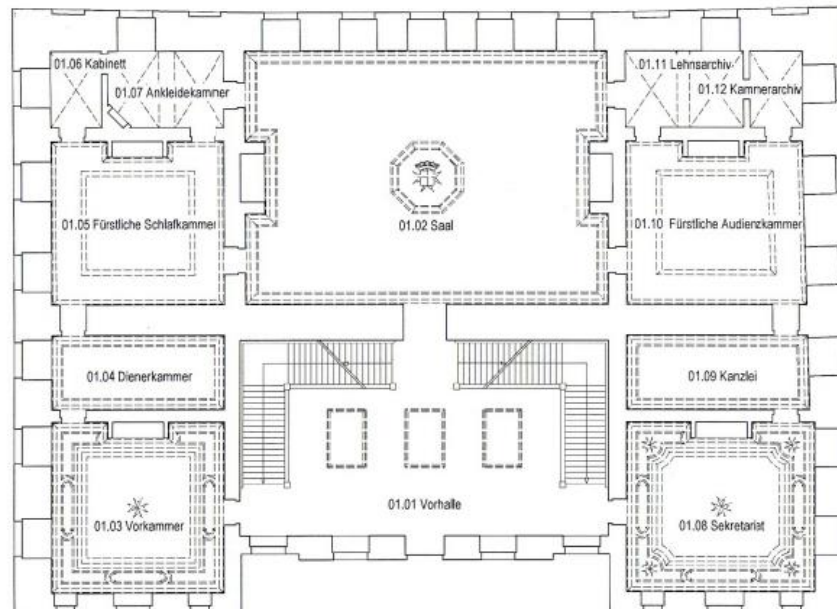 01.06 Kabinett
01.07 Ankleidekammer
01.11 Lehnsarchiv
01.12 Kammerarchiv
01.05 Fürstliche Schlafkammer
01.02 Saal
01.10 Fürstliche Audienzkammer
01.04 Dienerkammer
01.09 Kanzlei
01.03 Vorkammer
01.01 Vorhalle
01.08 Sekretariat